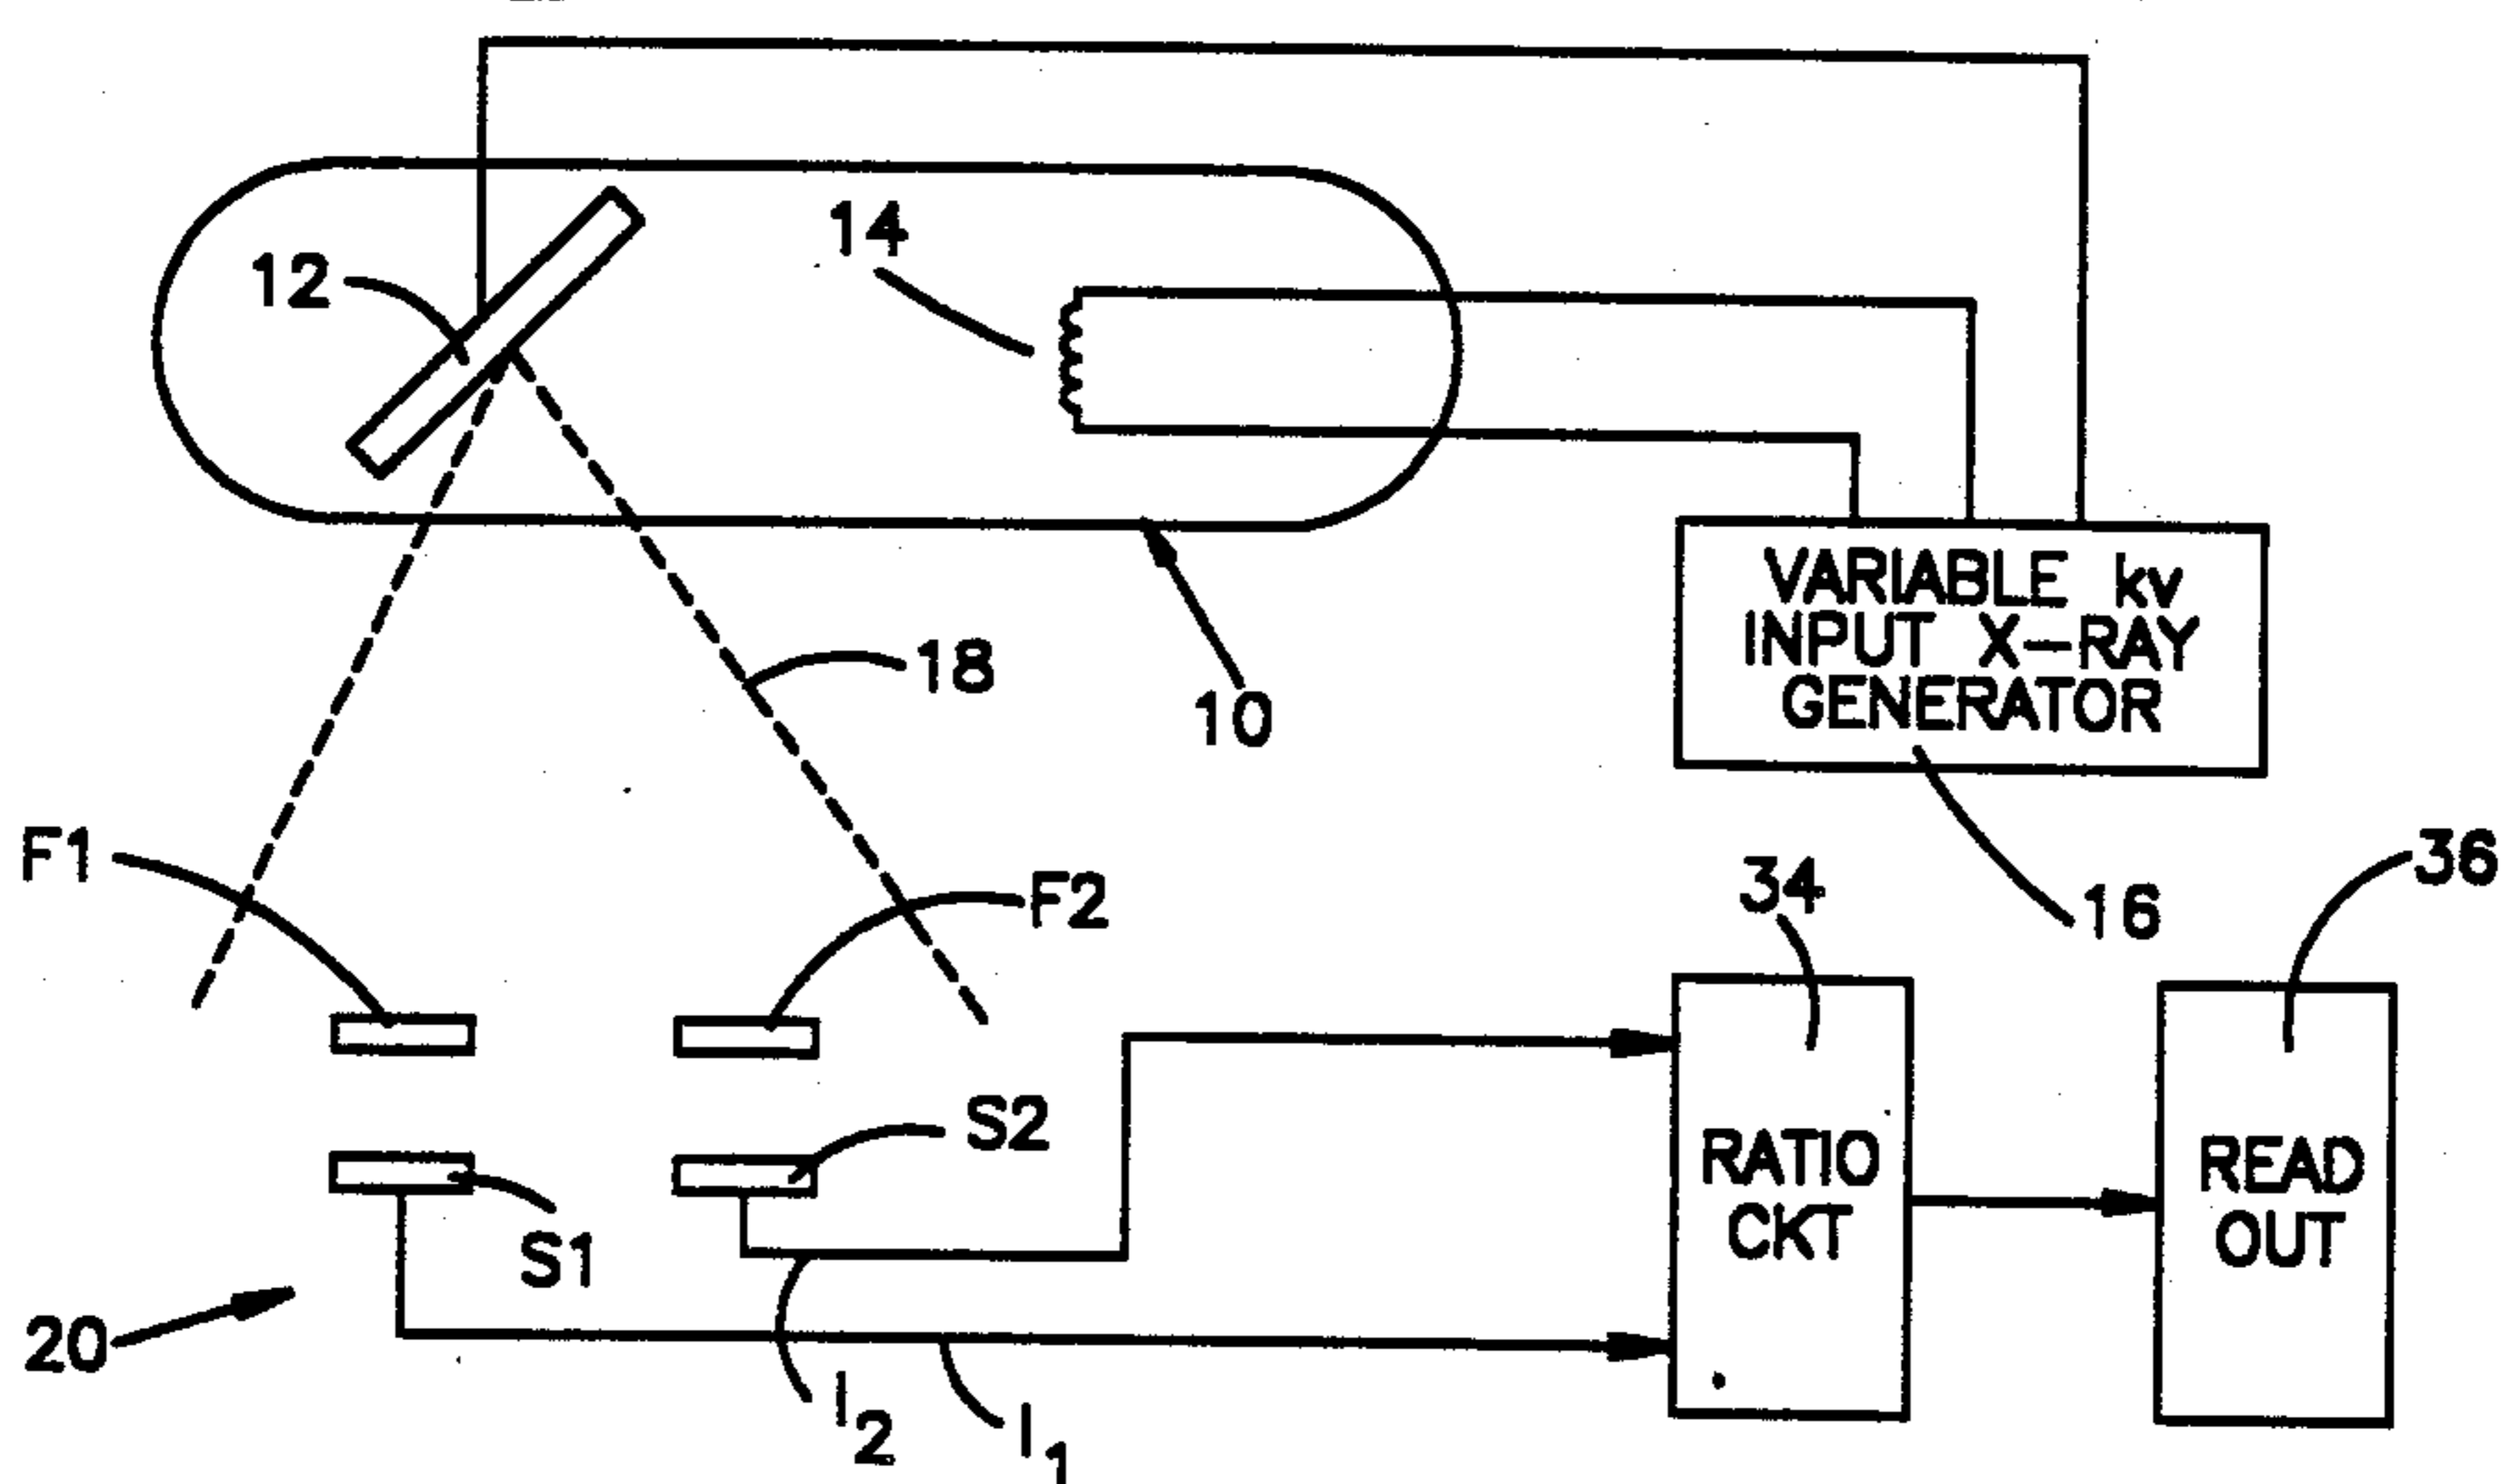 14
12
VARIABLE kv
INPUT X-RAY
GENERATOR
18
10
F1
F2
34
16
36
S2
S1
RATIO
CKT
READ
OUT
20
I2
I1